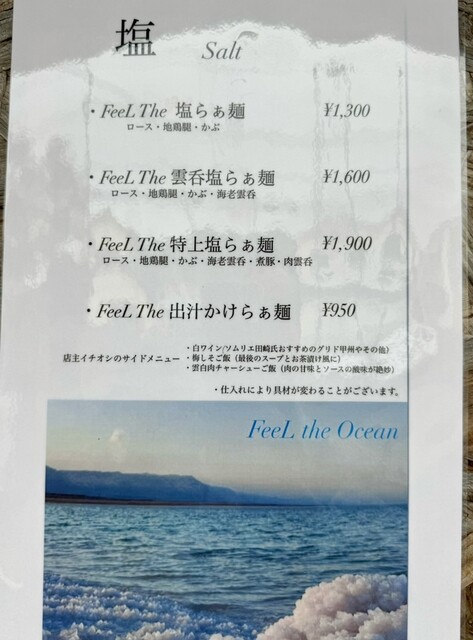 塩 Salt
・FeeL The 塩らぁ麺 ¥1,300
ロース・地鶏腿・かぶ
・FeeL The 雲呑塩らぁ麺 ¥1,600
ロース・地鶏腿・かぶ・海老雲呑
・FeeL The 特上塩らぁ麺 ¥1,900
ロース・地鶏腿・かぶ・海老雲呑・煮豚・肉雲呑
・FeeL The 出汁かけらぁ麺 ¥950
・白ワイン/ソムリエ田崎氏おすすめのグリド甲州やその他）
店主イチオシのサイドメニュー ・梅しそご飯（最後のスープとお茶漬け風に）
・雲白肉チャーシューご飯（肉の甘味とソースの酸味が絶妙）
・仕入れにより具材が変わることがございます。
FeeL the Ocean